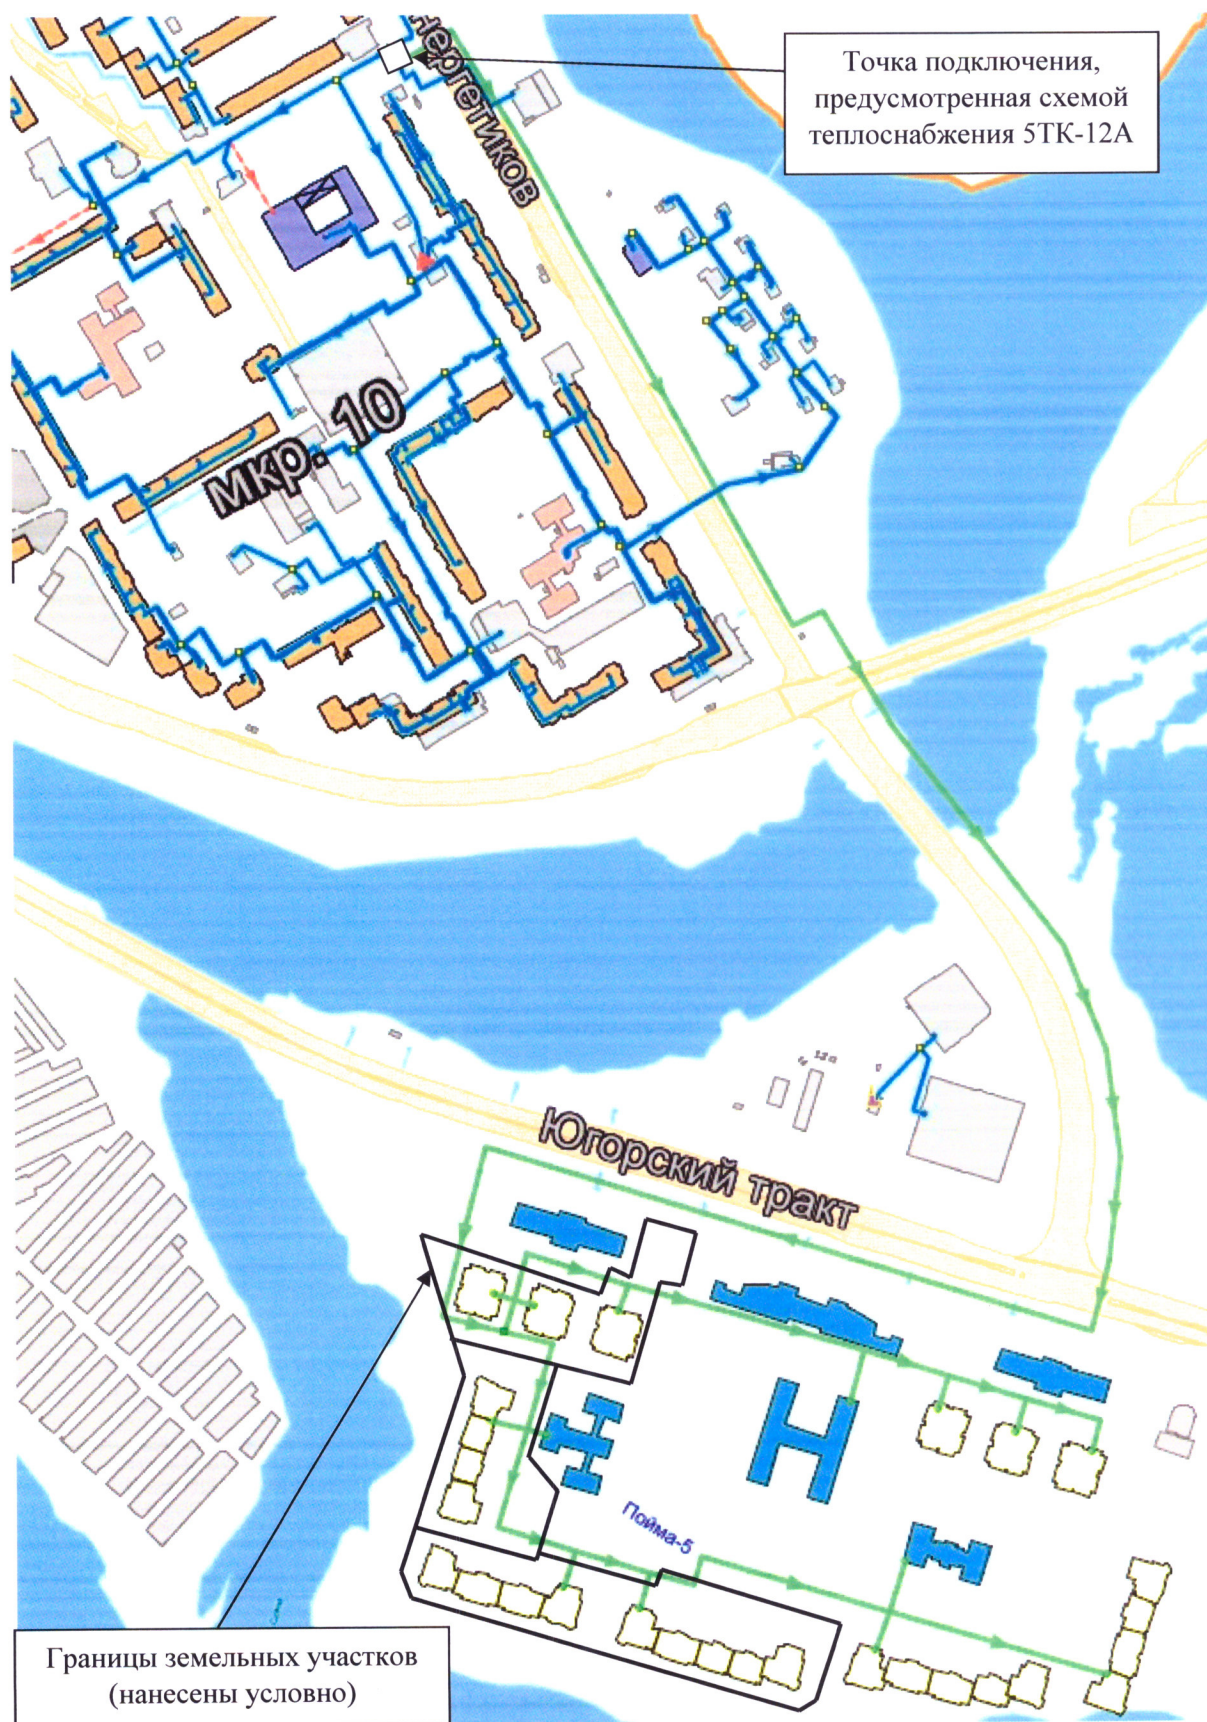 Точка подключения,
предусмотренная схемой
теплоснабжения 5ТК-12А
нергетиков
мкр. 10
Югорский тракт
Пойма-5
Границы земельных участков
(нанесены условно)